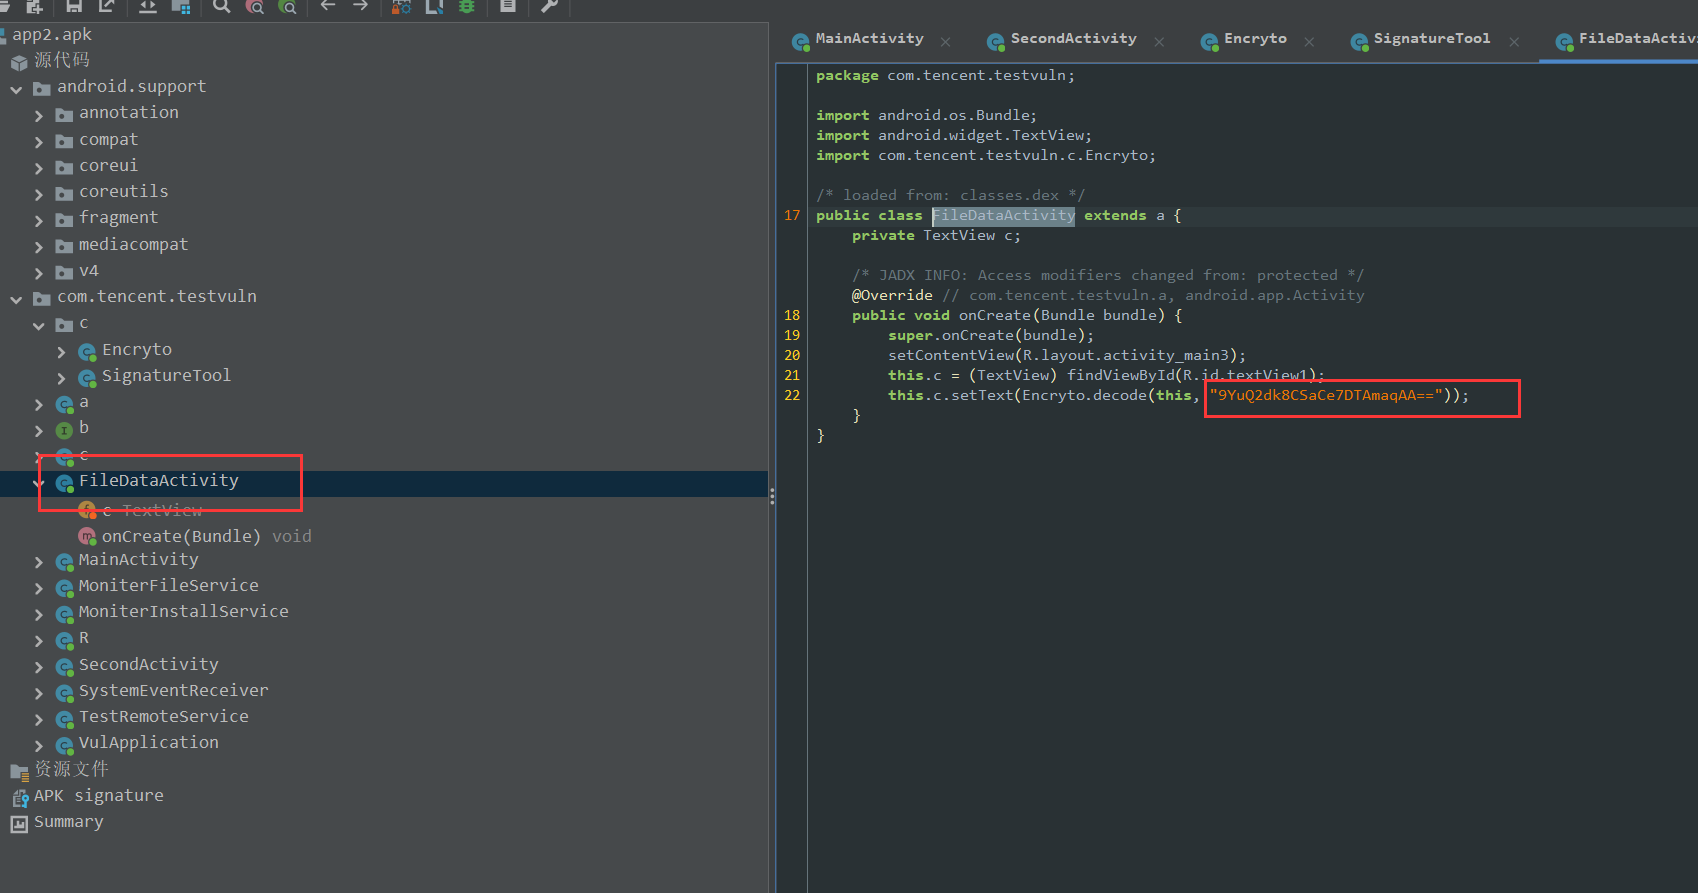 app2.apk
源代码
android.support
annotation
compat
coreui
coreutils
fragment
mediacompat
v4
com.tencent.testvuln
c
Encryto
SignatureTool
a
b
c
FileDataActivity
c TextView
onCreate(Bundle) void
MainActivity
MoniterFileService
MoniterInstallService
R
SecondActivity
SystemEventReceiver
TestRemoteService
VulApplication
资源文件
APK signature
Summary
MainActivity SecondActivity Encryto SignatureTool FileDataActivi
package com.tencent.testvuln;
import android.os.Bundle;
import android.widget.TextView;
import com.tencent.testvuln.c.Encryto;
/* loaded from: classes.dex */
17 public class FileDataActivity extends a {
private TextView c;
/* JADX INFO: Access modifiers changed from: protected */
@Override // com.tencent.testvuln.a, android.app.Activity
18 public void onCreate(Bundle bundle) {
19 super.onCreate(bundle);
20 setContentView(R.layout.activity_main3);
21 this.c = (TextView) findViewById(R.id.textView1);
22 this.c.setText(Encryto.decode(this, "9YuQ2dk8CSaCe7DTAmaqAA=="));
}
}